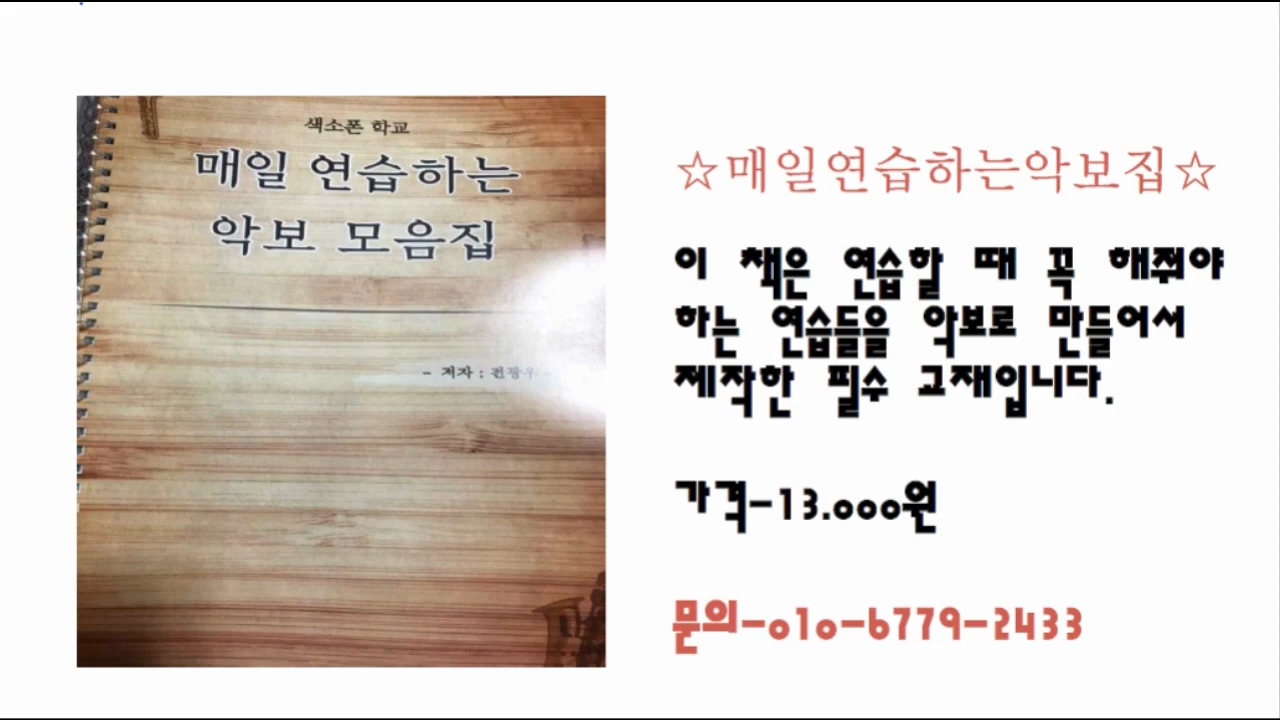 색소폰 학교
매일 연습하는
악보 모음집
- 저자 : 전광우 -
☆매일연습하는악보집☆
이 책은 연습할 때 꼭 해줘야
하는 연습들을 악보로 만들어서
제작한 필수 교재입니다.
가격-13.000원
문의-010-6779-2433